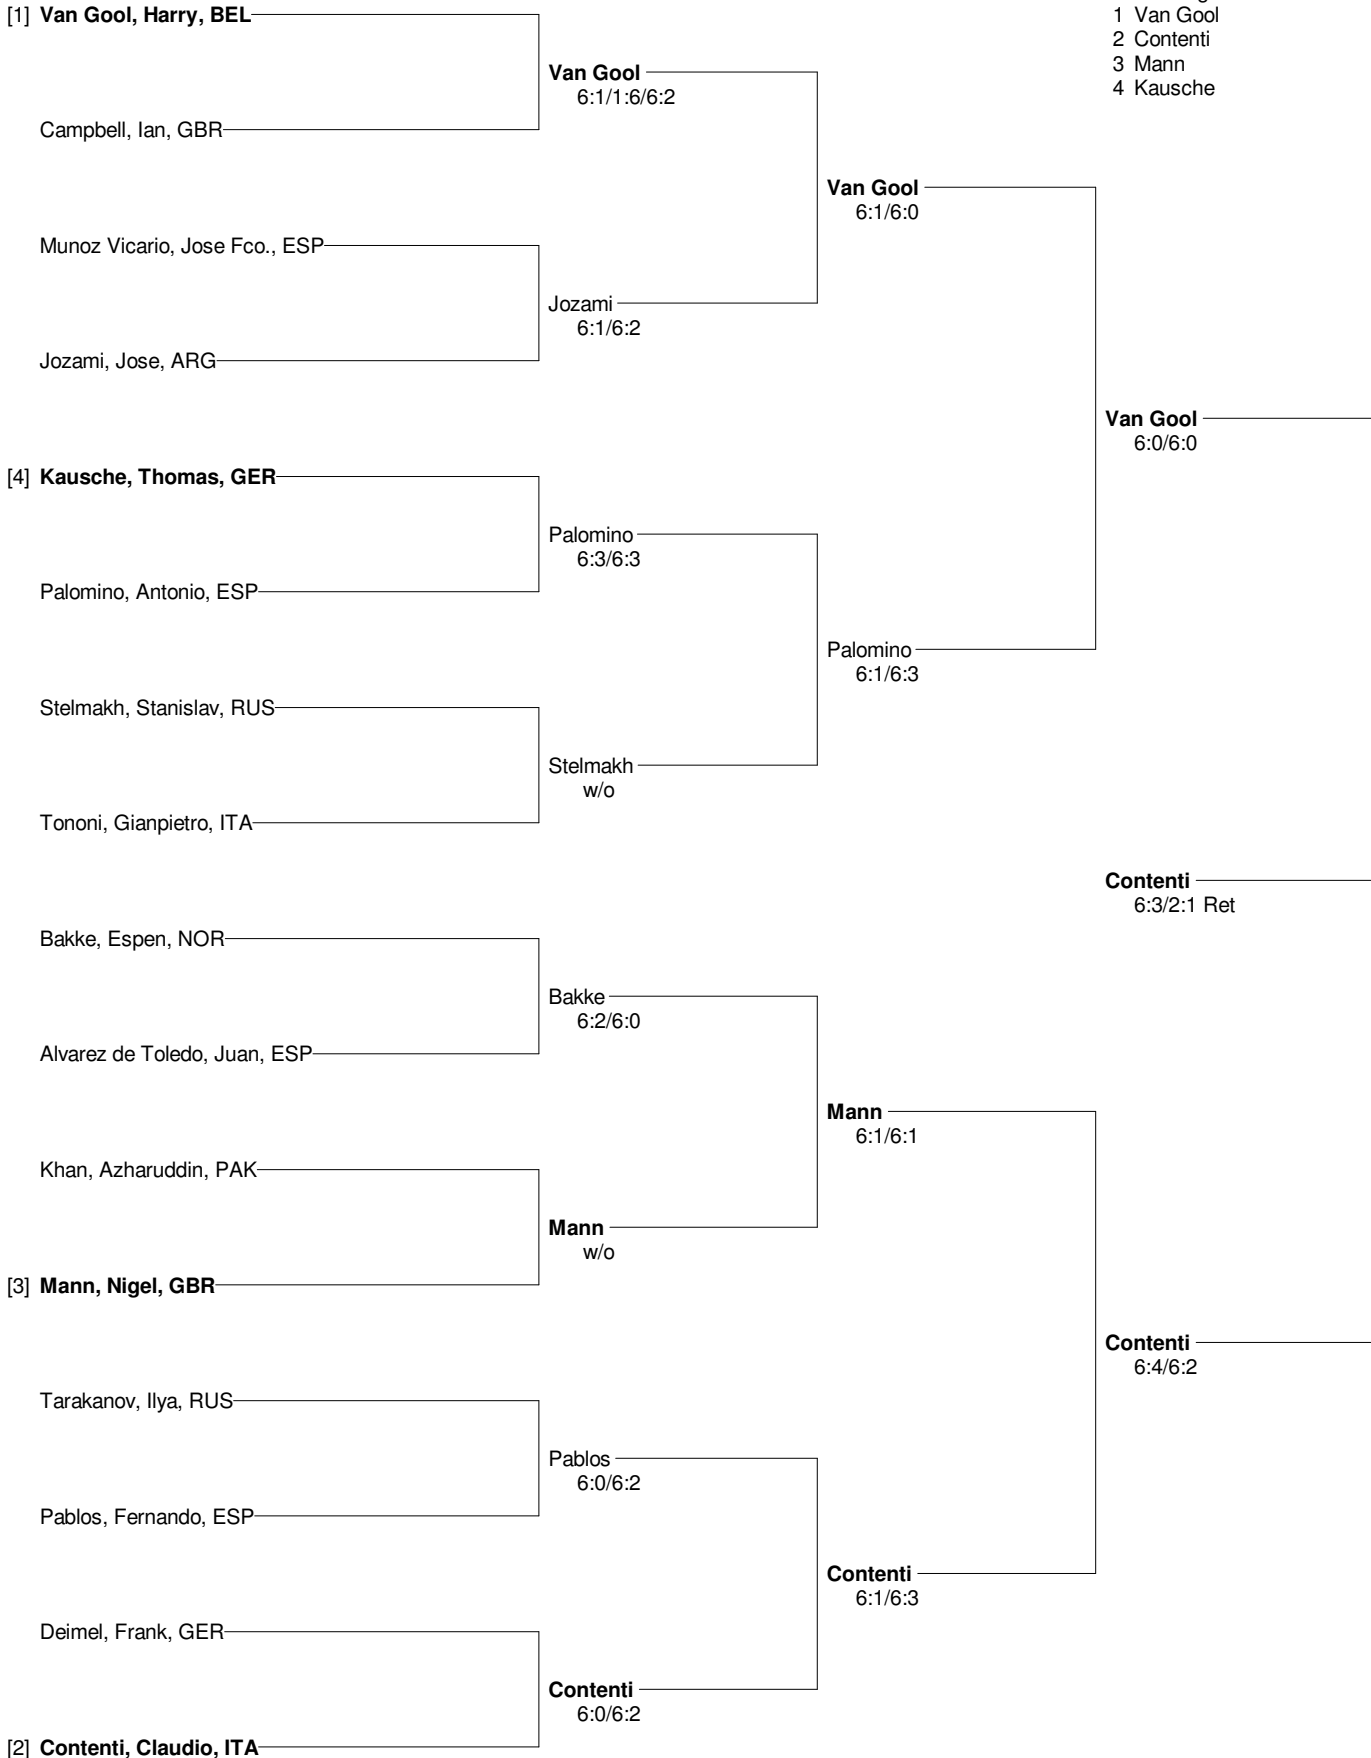 [1] Van Gool, Harry, BEL
1 Van Gool
2 Contenti
3 Mann
4 Kausche
Van Gool
6:1/1:6/6:2
Campbell, Ian, GBR
Van Gool
6:1/6:0
Munoz Vicario, Jose Fco., ESP
Jozami
6:1/6:2
Jozami, Jose, ARG
Van Gool
6:0/6:0
[4] Kausche, Thomas, GER
Palomino
6:3/6:3
Palomino, Antonio, ESP
Palomino
6:1/6:3
Stelmakh, Stanislav, RUS
Stelmakh
w/o
Tononi, Gianpietro, ITA
Contenti
6:3/2:1 Ret
Bakke, Espen, NOR
Bakke
6:2/6:0
Alvarez de Toledo, Juan, ESP
Mann
6:1/6:1
Khan, Azharuddin, PAK
Mann
w/o
[3] Mann, Nigel, GBR
Contenti
6:4/6:2
Tarakanov, Ilya, RUS
Pablos
6:0/6:2
Pablos, Fernando, ESP
Contenti
6:1/6:3
Deimel, Frank, GER
Contenti
6:0/6:2
[2] Contenti, Claudio, ITA